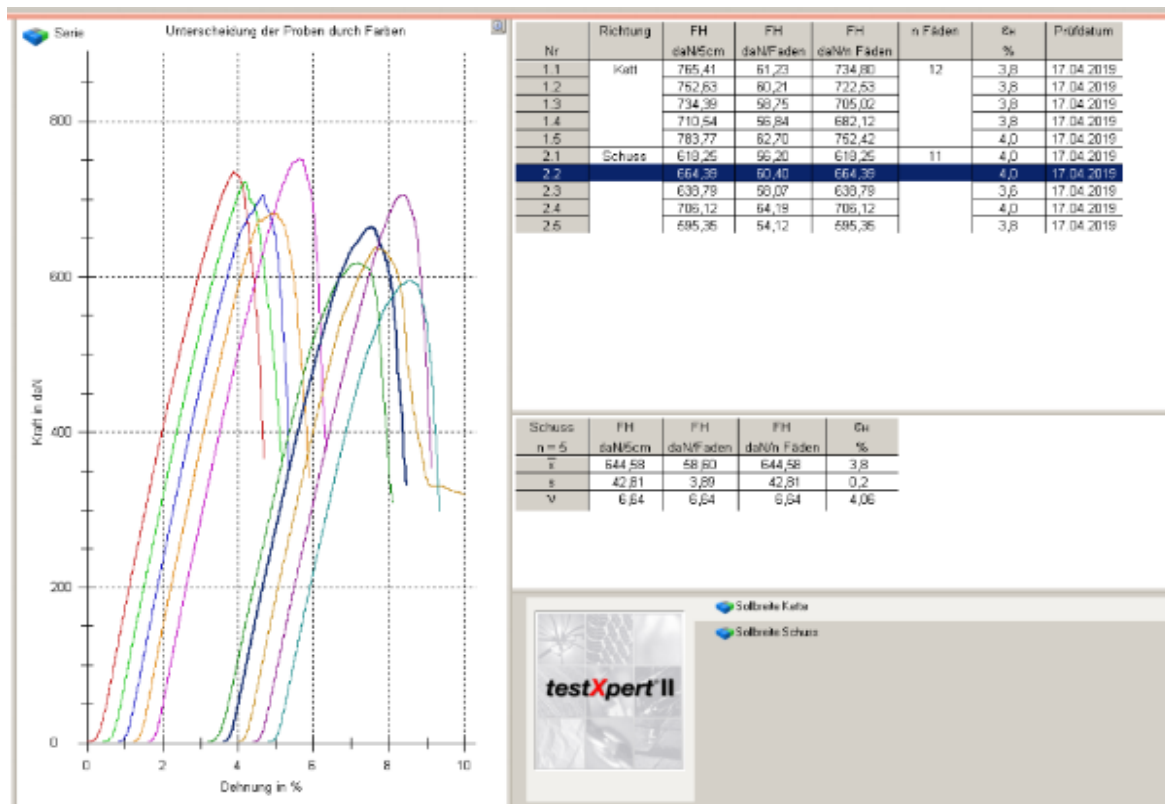 Serie
Unterscheidung der Proben durch Farben
Kraft in daN
800
600
400
200
0
0 2 4 6 8 10
Dehnung in %
Richtung FH FH FH n Fäden εH Prüfdatum
Nr daN/5cm daN/Faden daN/n Fäden %
1.1 Kett 765,41 61,23 734,80 12 3,8 17.04.2019
1.2 752,63 60,21 722,53 3,8 17.04.2019
1.3 734,39 58,75 705,02 3,8 17.04.2019
1.4 710,54 56,84 682,12 3,8 17.04.2019
1.5 783,77 62,70 752,42 4,0 17.04.2019
2.1 Schuss 618,25 56,20 618,25 11 4,0 17.04.2019
2.2 664,39 60,40 664,39 4,0 17.04.2019
2.3 638,79 58,07 638,79 3,6 17.04.2019
2.4 706,12 64,19 706,12 4,0 17.04.2019
2.5 595,35 54,12 595,35 3,8 17.04.2019
Schuss FH FH FH εH
n = 5 daN/5cm daN/Faden daN/n Fäden %
x̅ 644,58 58,60 644,58 3,8
s 42,81 3,89 42,81 0,2
ν 6,64 6,64 6,64 4,06
Sollbreite Kette
Sollbreite Schuss
testXpert II